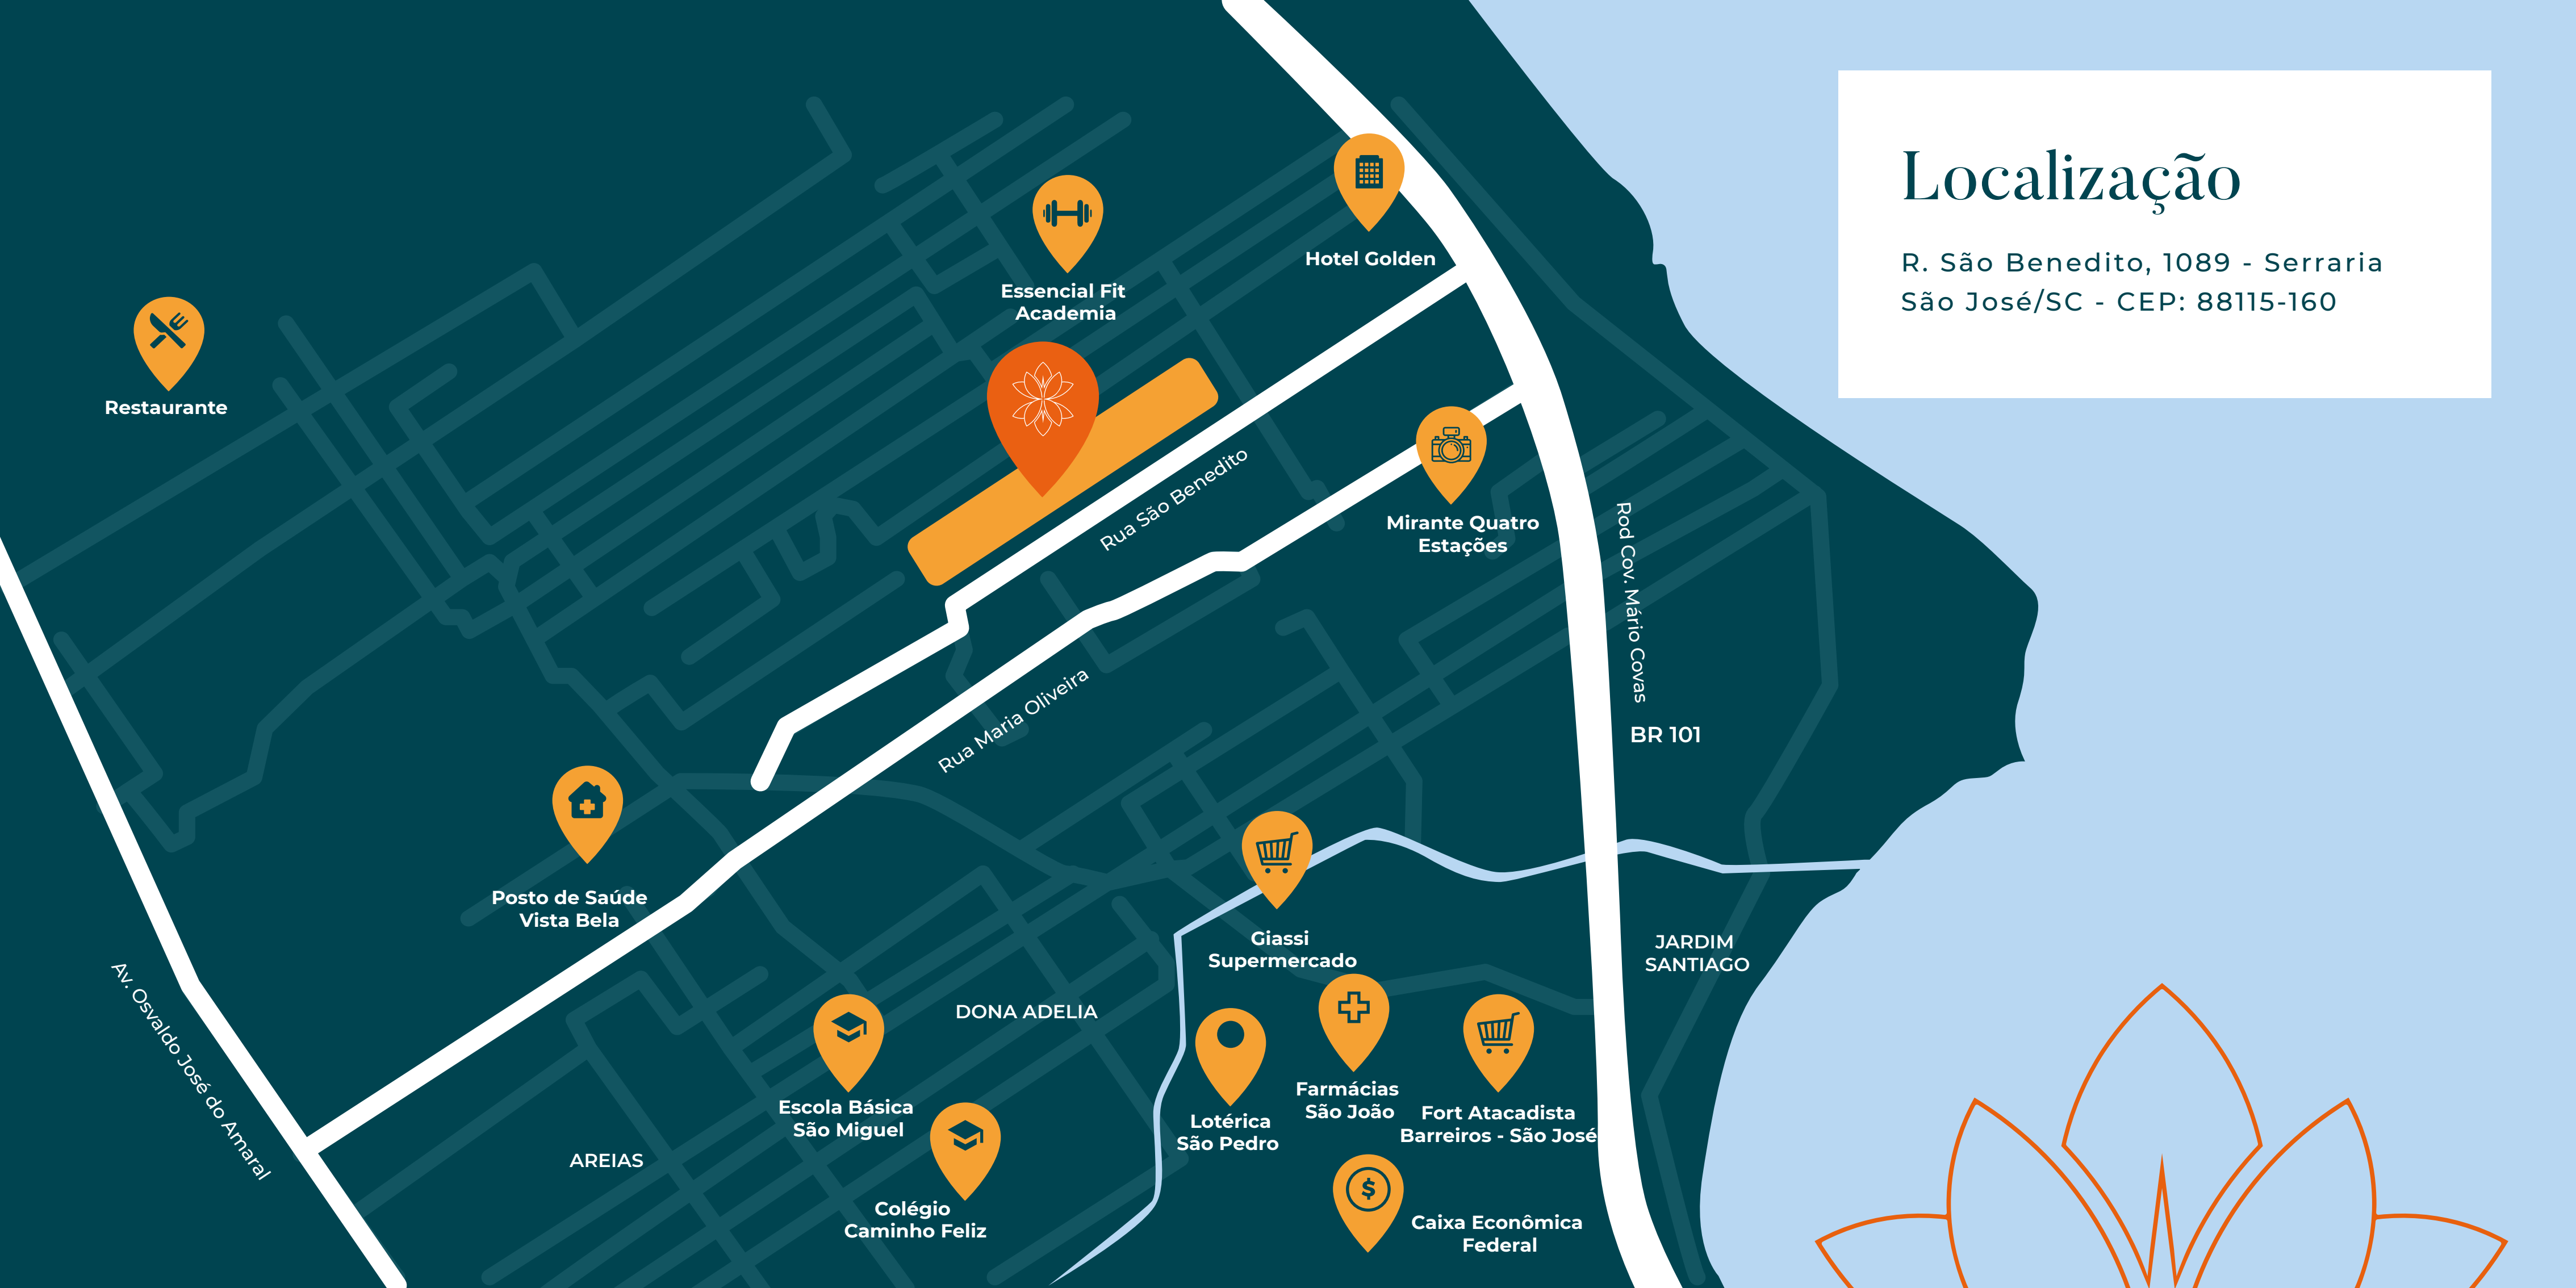 Localização
R. São Benedito, 1089 - Serraria
São José/SC - CEP: 88115-160
Hotel Golden
Essencial Fit
Academia
Restaurante
Rua São Benedito
Mirante Quatro
Estações
Rod Cov. Mário Covas
BR 101
Rua Maria Oliveira
Posto de Saúde
Vista Bela
Giassi
Supermercado
JARDIM
SANTIAGO
Av. Osvaldo José do Amaral
DONA ADELIA
Escola Básica
São Miguel
Lotérica
São Pedro
Farmácias
São João
Fort Atacadista
Barreiros - São José
AREIAS
$
Colégio
Caminho Feliz
Caixa Econômica
Federal